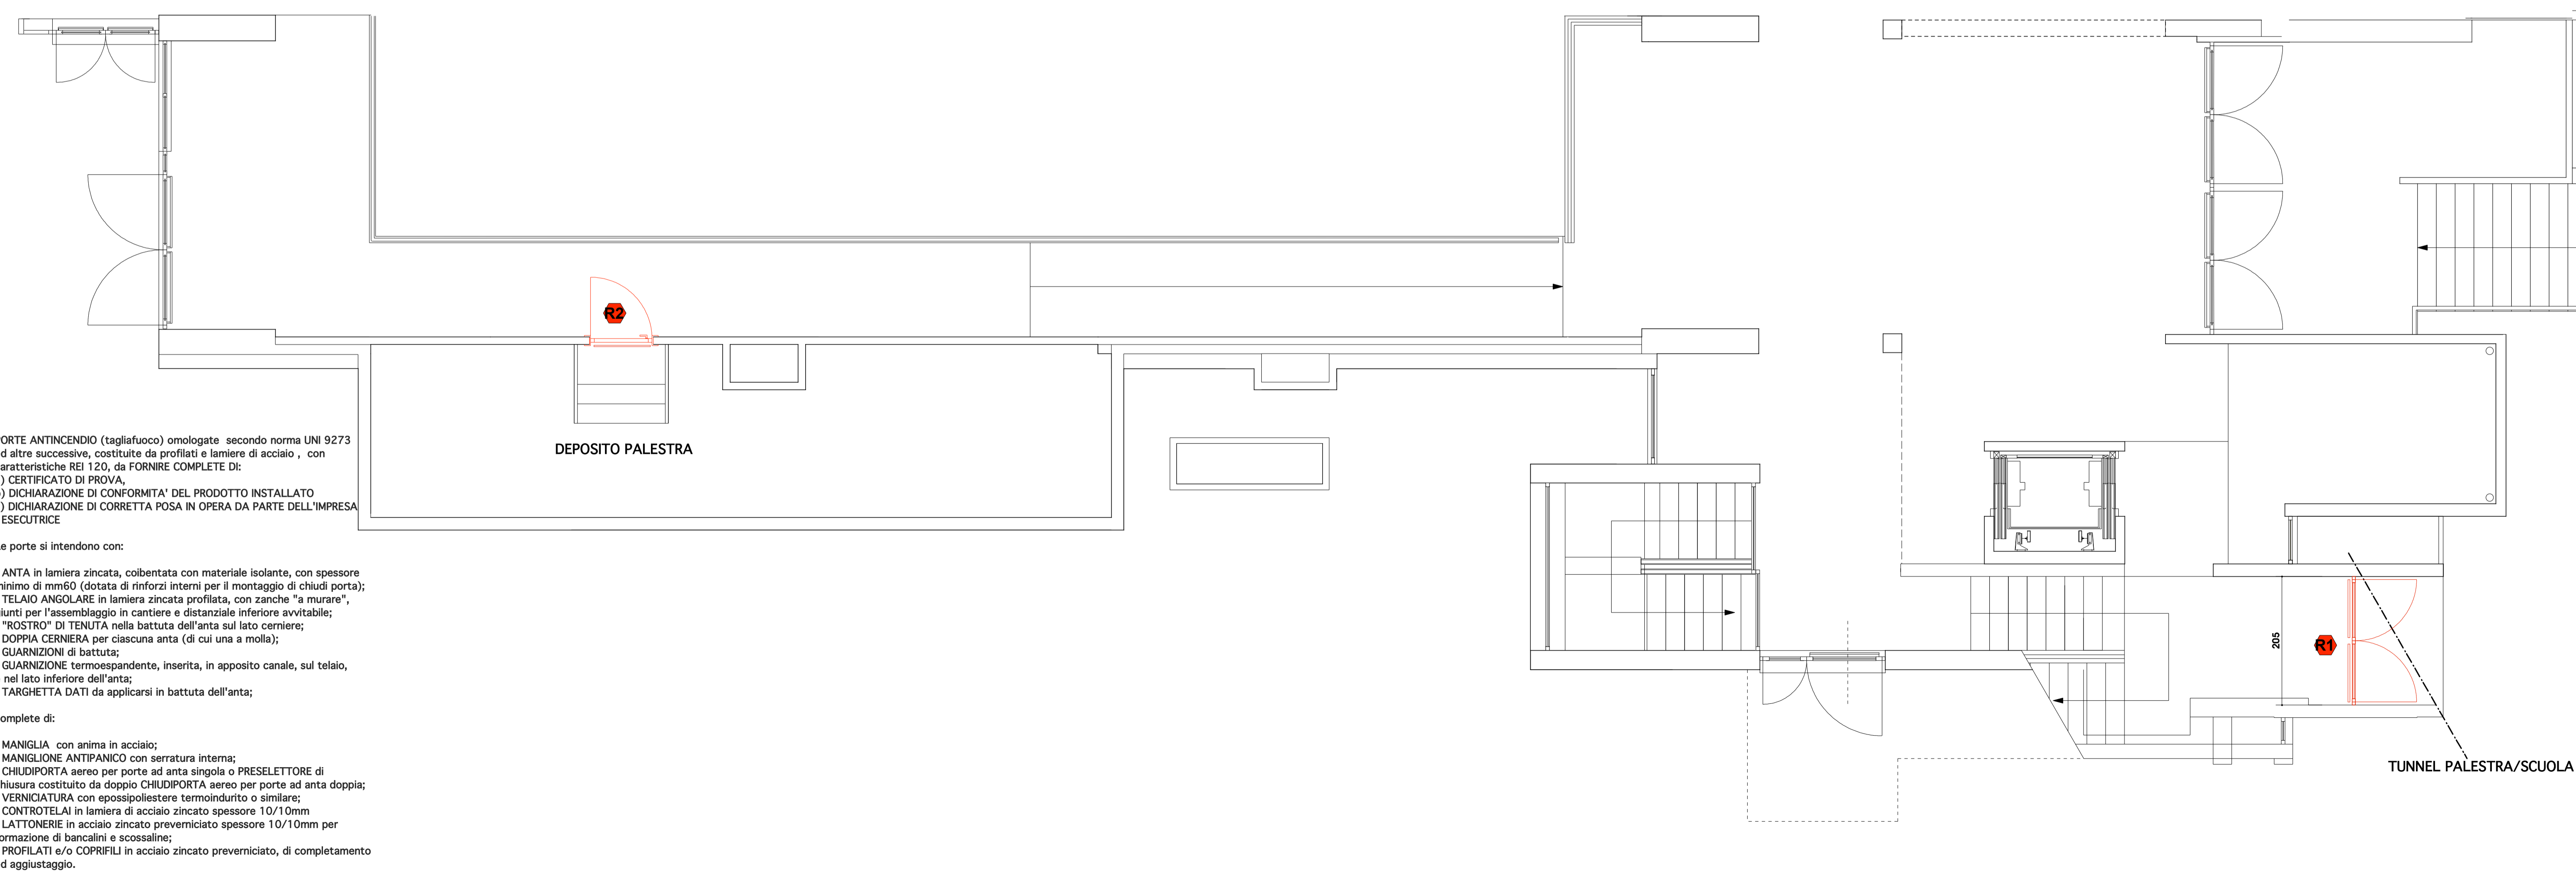 R2
DEPOSITO PALESTRA
R1
205
TUNNEL PALESTRA/SCUOLA
PORTE ANTINCENDIO (tagliafuoco) omologate secondo norma UNI 9273
d altre successive, costituite da profilati e lamiere di acciaio , con
aratteristiche REI 120, da FORNIRE COMPLETE DI:
) CERTIFICATO DI PROVA,
) DICHIARAZIONE DI CONFORMITA' DEL PRODOTTO INSTALLATO
) DICHIARAZIONE DI CORRETTA POSA IN OPERA DA PARTE DELL'IMPRESA
ESECUTRICE
e porte si intendono con:
ANTA in lamiera zincata, coibentata con materiale isolante, con spessore
minimo di mm60 (dotata di rinforzi interni per il montaggio di chiudi porta);
TELAIO ANGOLARE in lamiera zincata profilata, con zanche "a murare",
iunti per l'assemblaggio in cantiere e distanziale inferiore avvitabile;
"ROSTRO" DI TENUTA nella battuta dell'anta sul lato cerniere;
DOPPIA CERNIERA per ciascuna anta (di cui una a molla);
GUARNIZIONI di battuta;
GUARNIZIONE termoespandente, inserita, in apposito canale, sul telaio,
nel lato inferiore dell'anta;
TARGHETTA DATI da applicarsi in battuta dell'anta;
omplete di:
MANIGLIA con anima in acciaio;
MANIGLIONE ANTIPANICO con serratura interna;
CHIUDIPORTA aereo per porte ad anta singola o PRESELETTORE di
hiusura costituito da doppio CHIUDIPORTA aereo per porte ad anta doppia;
VERNICIATURA con epossipoliestere termoindurito o similare;
CONTROTELAI in lamiera di acciaio zincato spessore 10/10mm
LATTONERIE in acciaio zincato preverniciato spessore 10/10mm per
ormazione di bancalini e scossaline;
PROFILATI e/o COPRIFILI in acciaio zincato preverniciato, di completamento
d aggiustaggio.